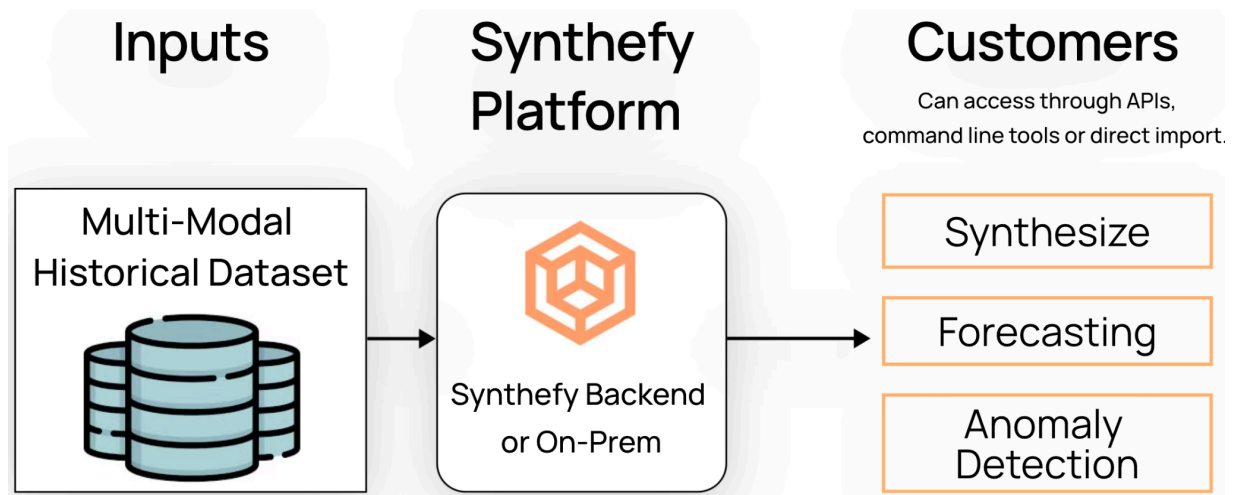 Inputs
Synthefy
Platform
Customers
Can access through APIs,
command line tools or direct import.
Multi-Modal
Historical Dataset
Synthefy Backend
or On-Prem
Synthesize
Forecasting
Anomaly
Detection